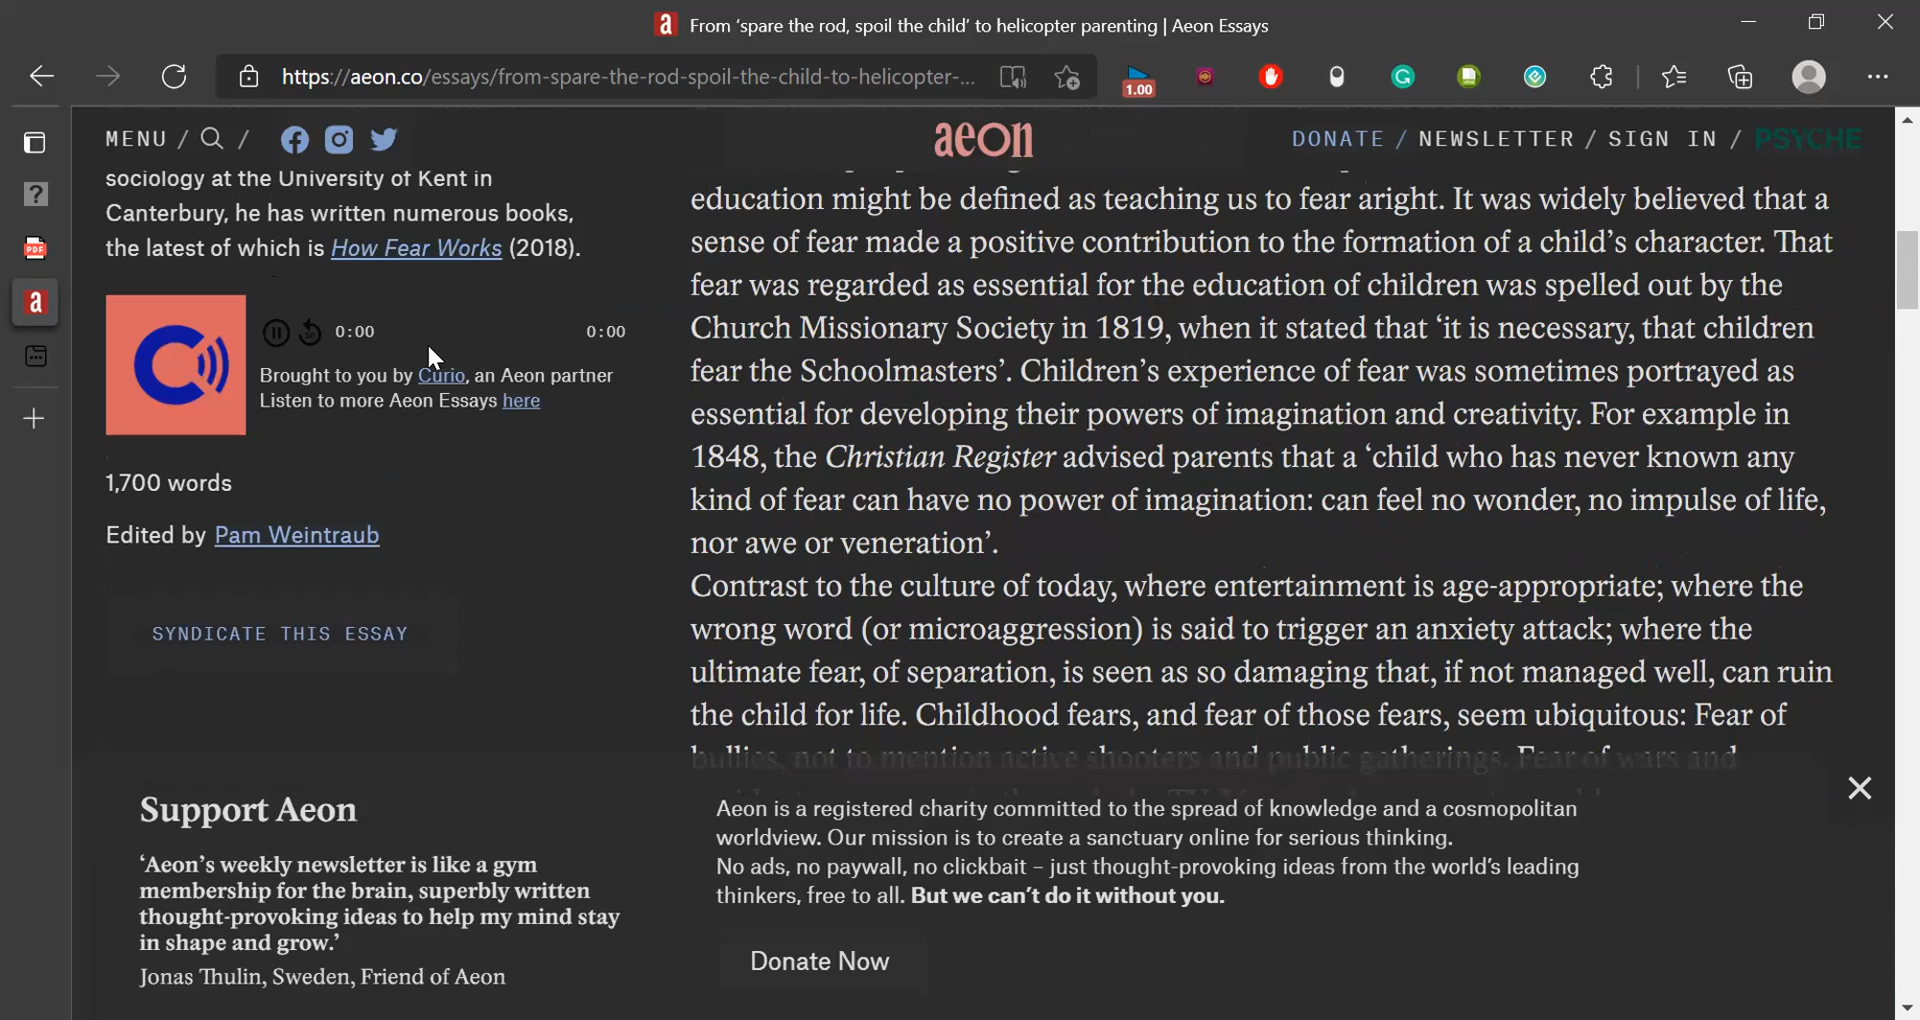 From ‘spare the rod, spoil the child’ to helicopter parenting | Aeon Essays
https://aeon.co/essays/from-spare-the-rod-spoil-the-child-to-helicopter-...
1.00
MENU /
/
aeon
DONATE / NEWSLETTER / SIGN IN / PSYCHE
sociology at the University of Kent in
Canterbury, he has written numerous books,
the latest of which is How Fear Works (2018).
0:00
0:00
Brought to you by Curio, an Aeon partner
Listen to more Aeon Essays here
1,700 words
Edited by Pam Weintraub
SYNDICATE THIS ESSAY
education might be defined as teaching us to fear aright. It was widely believed that a
sense of fear made a positive contribution to the formation of a child’s character. That
fear was regarded as essential for the education of children was spelled out by the
Church Missionary Society in 1819, when it stated that ‘it is necessary, that children
fear the Schoolmasters’. Children’s experience of fear was sometimes portrayed as
essential for developing their powers of imagination and creativity. For example in
1848, the Christian Register advised parents that a ‘child who has never known any
kind of fear can have no power of imagination: can feel no wonder, no impulse of life,
nor awe or veneration’.
Contrast to the culture of today, where entertainment is age-appropriate; where the
wrong word (or microaggression) is said to trigger an anxiety attack; where the
ultimate fear, of separation, is seen as so damaging that, if not managed well, can ruin
the child for life. Childhood fears, and fear of those fears, seem ubiquitous: Fear of
bullies, not to mention active shooters and public gatherings. Fear of wars and
Support Aeon
‘Aeon’s weekly newsletter is like a gym
membership for the brain, superbly written
thought-provoking ideas to help my mind stay
in shape and grow.’
Jonas Thulin, Sweden, Friend of Aeon
Aeon is a registered charity committed to the spread of knowledge and a cosmopolitan
worldview. Our mission is to create a sanctuary online for serious thinking.
No ads, no paywall, no clickbait – just thought-provoking ideas from the world’s leading
thinkers, free to all. But we can’t do it without you.
Donate Now